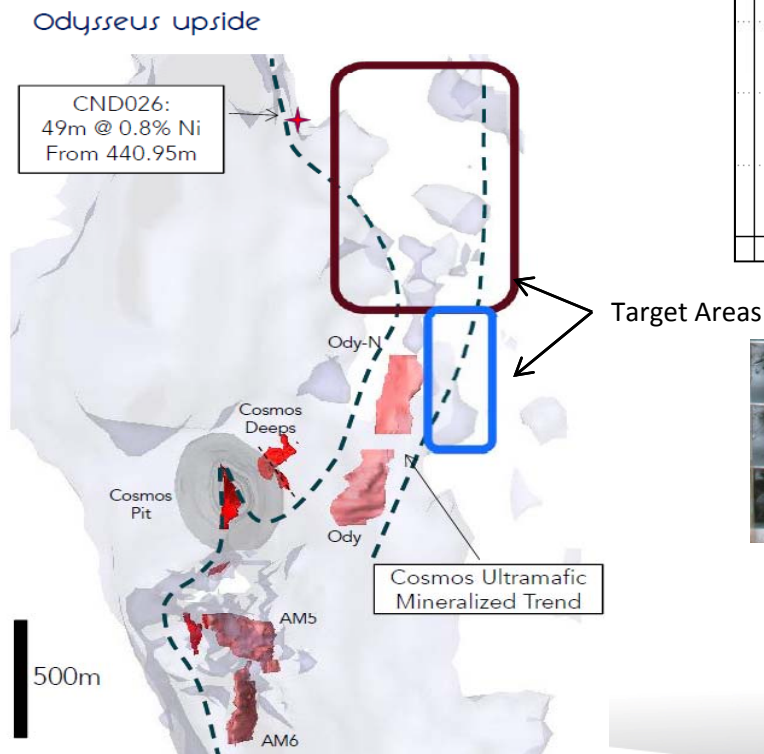 Odysseus upside
CND026:
49m @ 0.8% Ni
From 440.95m
Target Areas
Ody-N
Cosmos
Deeps
Cosmos
Pit
Ody
Cosmos Ultramafic
Mineralized Trend
AM5
500m
AM6